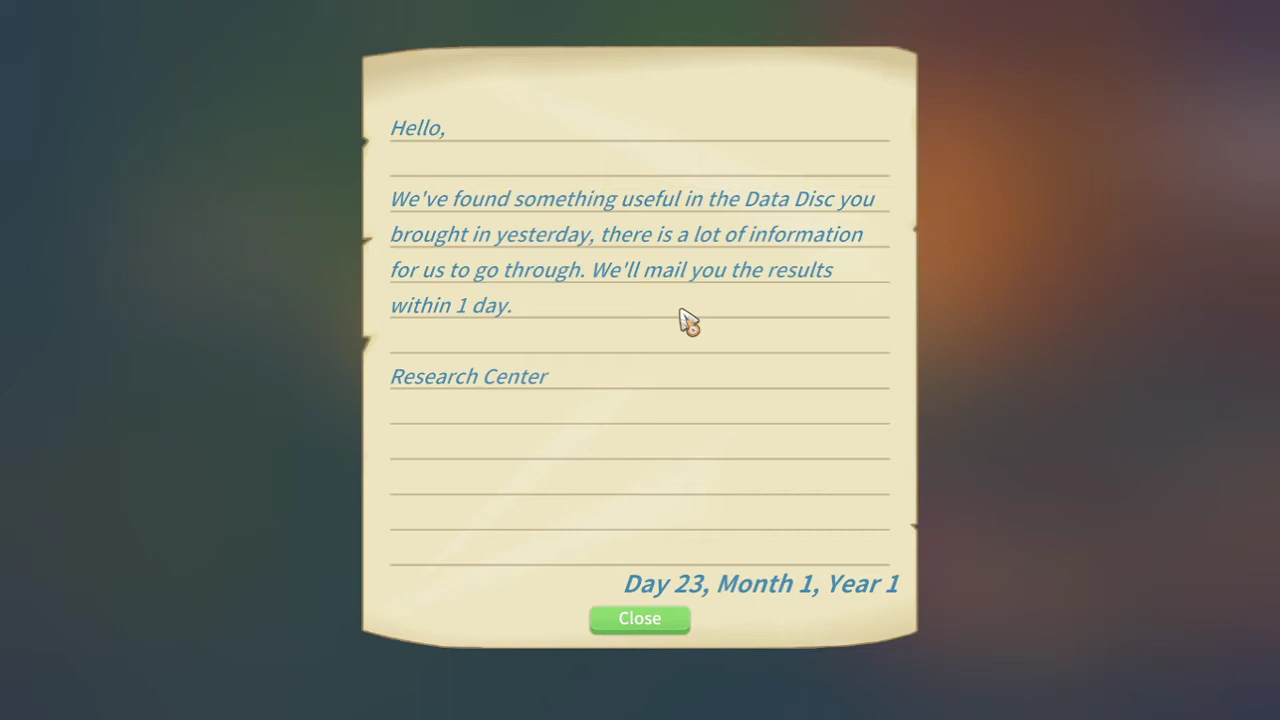 Hello,
We've found something useful in the Data Disc you
brought in yesterday, there is a lot of information
for us to go through. We'll mail you the results
within 1 day.
Research Center
Day 23, Month 1, Year 1
Close